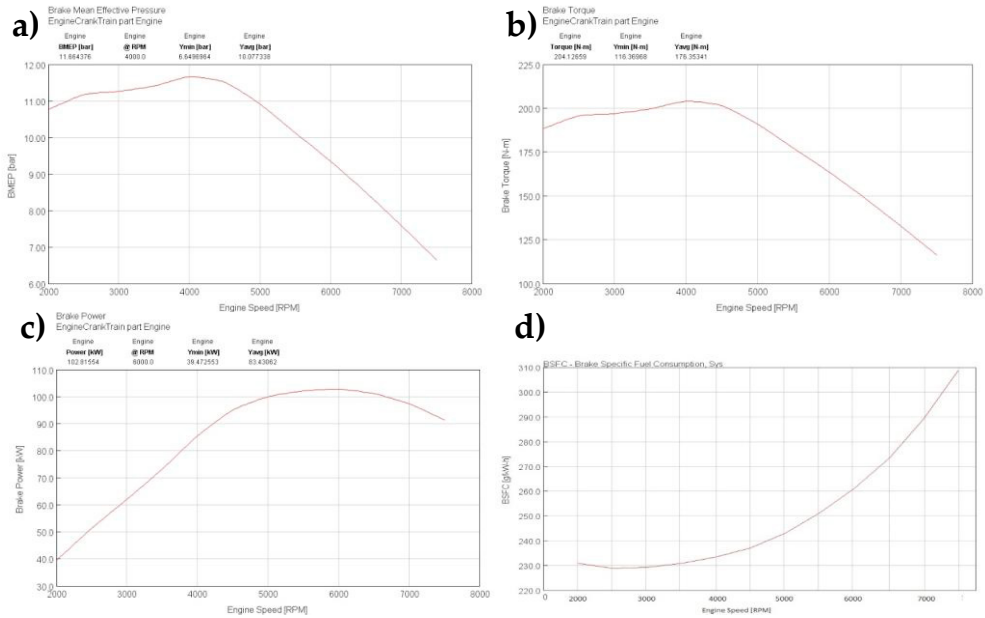 a)
Brake Mean Effective Pressure
EngineCrankTrain part Engine
Engine Engine Engine Engine
BMEP [bar] @ RPM Ymin [bar] Yavg [bar]
11.664376 4000.0 6.6496964 10.077338
12.00
11.00
10.00
9.00
8.00
7.00
6.00
BMEP [bar]
2000 3000 4000 5000 6000 7000 8000
Engine Speed [RPM]
b)
Brake Torque
EngineCrankTrain part Engine
Engine Engine Engine
Torque [N-m] Ymin [N-m] Yavg [N-m]
204.12659 116.36968 176.35341
225.0
200.0
175.0
150.0
125.0
100.0
Brake Torque [N-m]
2000 3000 4000 5000 6000 7000 8000
Engine Speed [RPM]
c)
Brake Power
EngineCrankTrain part Engine
Engine Engine Engine Engine
Power [kW] @ RPM Ymin [kW] Yavg [kW]
102.81554 6000.0 39.472553 83.43062
110.0
100.0
90.0
80.0
70.0
60.0
50.0
40.0
30.0
Brake Power [kW]
2000 3000 4000 5000 6000 7000 8000
Engine Speed [RPM]
d)
BSFC - Brake Specific Fuel Consumption, Sys
310.0
300.0
290.0
280.0
270.0
260.0
250.0
240.0
230.0
220.0
BSFC [g/kW-h]
0 2000 3000 4000 5000 6000 7000
Engine Speed [RPM]